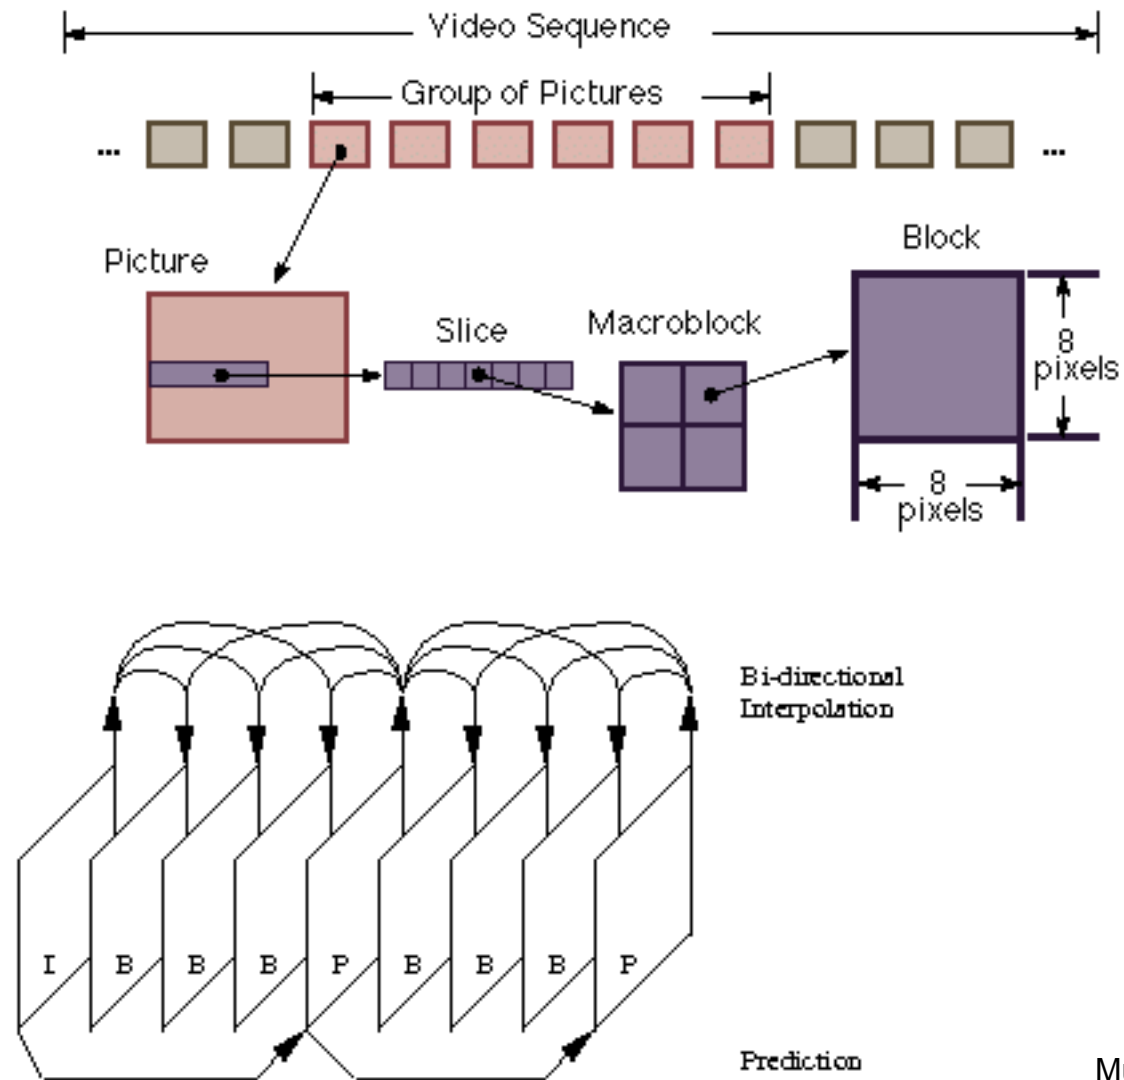 Video Sequence
Group of Pictures
...
...
Block
Picture
Slice
Macroblock
8
pixels
8
pixels
Bi-directional
Interpolation
I B B B P B B B P
Prediction